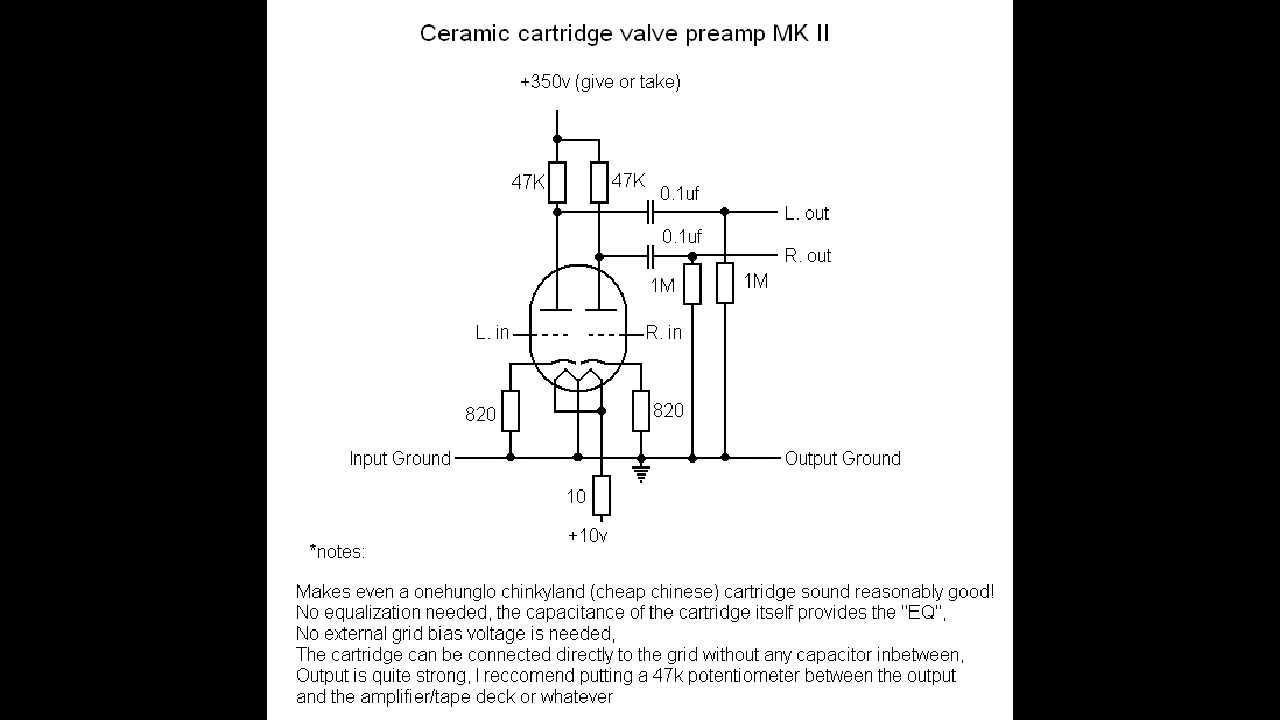 Ceramic cartridge valve preamp MK II
+350v (give or take)
47K
47K
0.1uf
L. out
0.1uf
R. out
1M
1M
L. in
R. in
820
820
Input Ground
Output Ground
10
+10v
*notes:
Makes even a onehunglo chinkyland (cheap chinese) cartridge sound reasonably good!
No equalization needed, the capacitance of the cartridge itself provides the "EQ",
No external grid bias voltage is needed,
The cartridge can be connected directly to the grid without any capacitor inbetween,
Output is quite strong, I reccomend putting a 47k potentiometer between the output
and the amplifier/tape deck or whatever